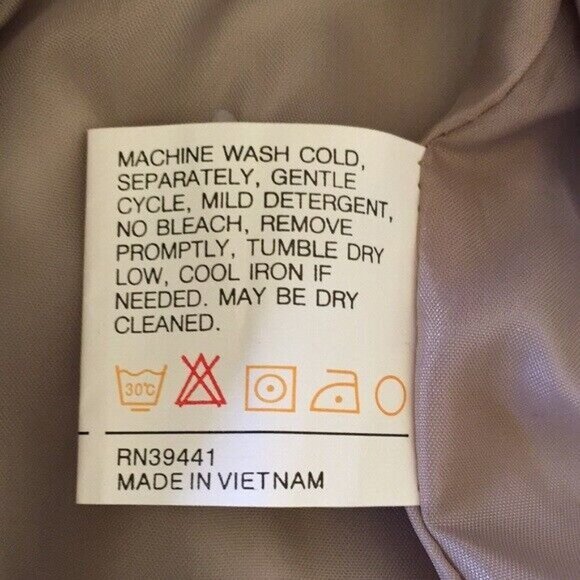 MACHINE WASH COLD,
SEPARATELY, GENTLE
CYCLE, MILD DETERGENT,
NO BLEACH, REMOVE
PROMPTLY, TUMBLE DRY
LOW, COOL IRON IF
NEEDED. MAY BE DRY
CLEANED.
30℃
RN39441
MADE IN VIETNAM